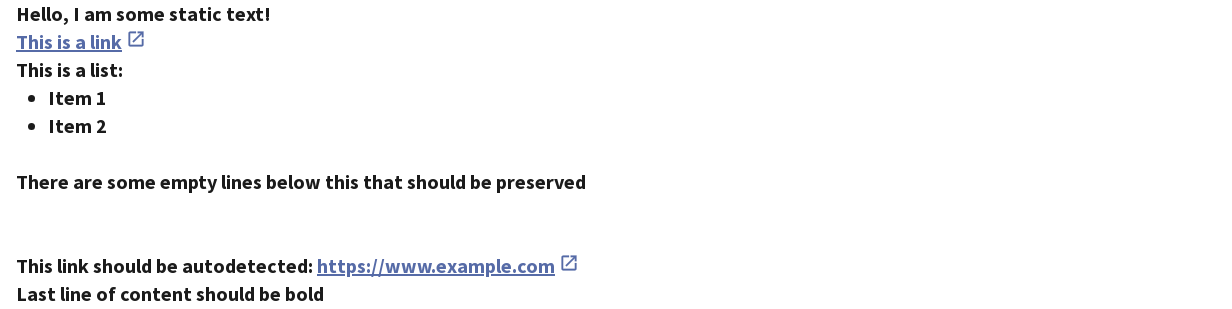 Hello, I am some static text!
This is a link
This is a list:
• Item 1
• Item 2
There are some empty lines below this that should be preserved
This link should be autodetected: https://www.example.com
Last line of content should be bold